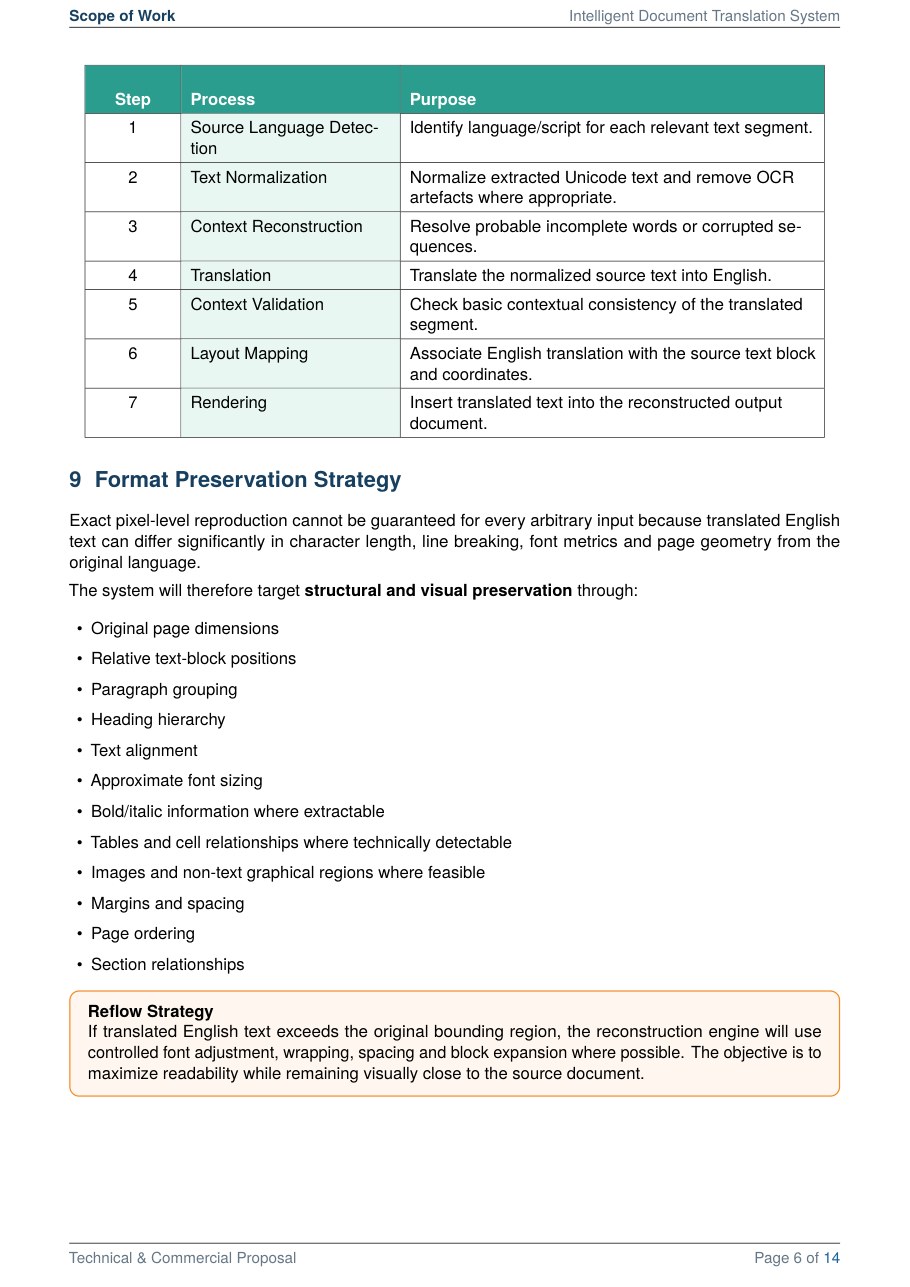 Scope of Work
Intelligent Document Translation System
Step Process Purpose
1 Source Language Detec- Identify language/script for each relevant text segment.
tion
2 Text Normalization Normalize extracted Unicode text and remove OCR
artefacts where appropriate.
3 Context Reconstruction Resolve probable incomplete words or corrupted se-
quences.
4 Translation Translate the normalized source text into English.
5 Context Validation Check basic contextual consistency of the translated
segment.
6 Layout Mapping Associate English translation with the source text block
and coordinates.
7 Rendering Insert translated text into the reconstructed output
document.
9 Format Preservation Strategy
Exact pixel-level reproduction cannot be guaranteed for every arbitrary input because translated English
text can differ significantly in character length, line breaking, font metrics and page geometry from the
original language.
The system will therefore target structural and visual preservation through:
• Original page dimensions
• Relative text-block positions
• Paragraph grouping
• Heading hierarchy
• Text alignment
• Approximate font sizing
• Bold/italic information where extractable
• Tables and cell relationships where technically detectable
• Images and non-text graphical regions where feasible
• Margins and spacing
• Page ordering
• Section relationships
Reflow Strategy
If translated English text exceeds the original bounding region, the reconstruction engine will use
controlled font adjustment, wrapping, spacing and block expansion where possible. The objective is to
maximize readability while remaining visually close to the source document.
Technical & Commercial Proposal
Page 6 of 14